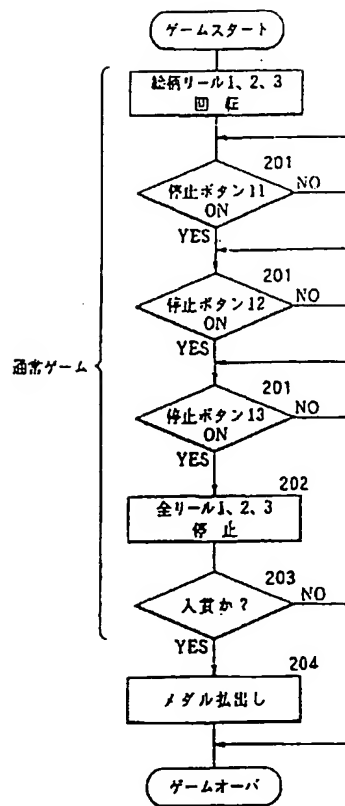 ゲームスタート
絵柄リール1、2、3
回転
201
停止ボタン11
ON
NO
YES
201
停止ボタン12
ON
NO
YES
通常ゲーム
201
停止ボタン13
ON
NO
YES
202
全リール1、2、3
停止
203
入賞か?
NO
YES
204
メダル払出し
ゲームオーバ